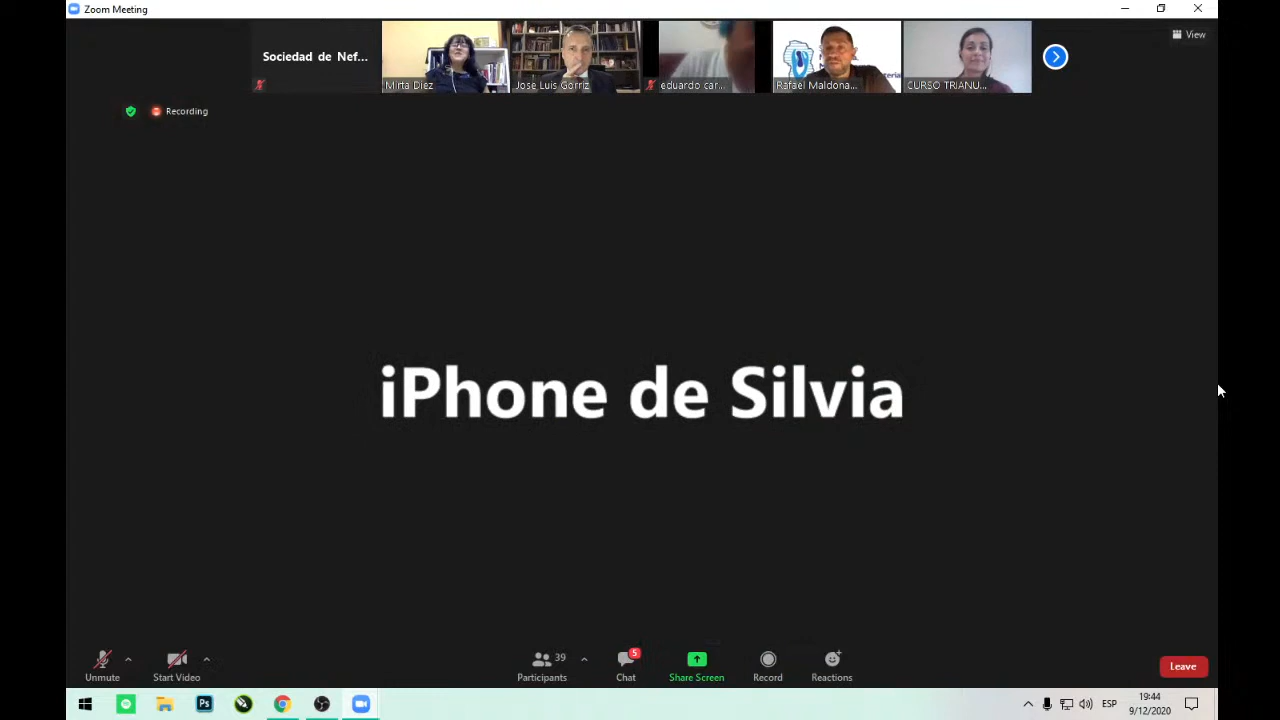 Zoom Meeting
View
Sociedad de Nef...
Mirta Diez
Jose Luis Gorriz
eduardo car...
Rafael Maldona...
CURSO TRIANU...
Recording
iPhone de Silvia
Unmute
Start Video
39
Participants
5
Chat
Share Screen
Record
Reactions
Leave
Ps
ESP
19:44
9/12/2020